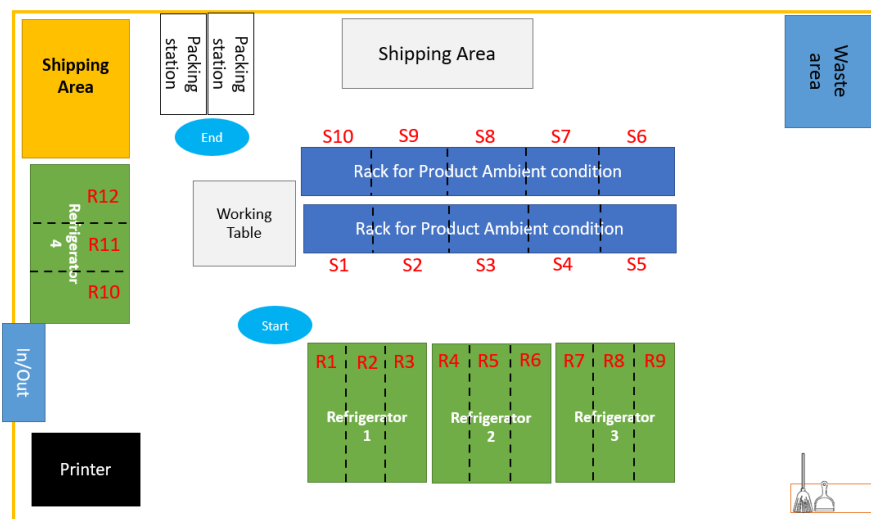 Shipping
Area
Packing
station
Packing
station
Shipping Area
Waste
area
End
S10 S9 S8 S7 S6
Rack for Product Ambient condition
R12
R11
R10
Refrigerator
4
Working
Table
Rack for Product Ambient condition
S1 S2 S3 S4 S5
Start
In/Out
R1 R2 R3 R4 R5 R6 R7 R8 R9
Refrigerator
1
Refrigerator
2
Refrigerator
3
Printer